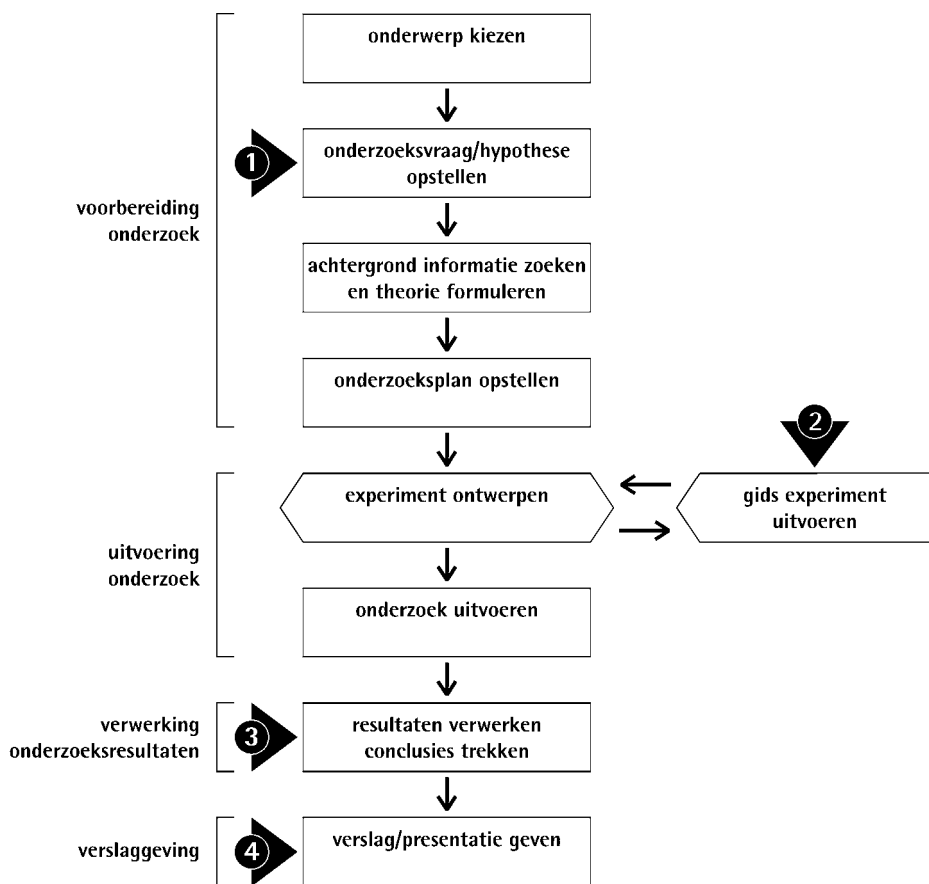 onderwerp kiezen
1
onderzoeksvraag/hypothese
opstellen
voorbereiding
onderzoek
achtergrond informatie zoeken
en theorie formuleren
onderzoeksplan opstellen
2
experiment ontwerpen
gids experiment
uitvoeren
uitvoering
onderzoek
onderzoek uitvoeren
verwerking
onderzoeksresultaten
3
resultaten verwerken
conclusies trekken
verslaggeving
4
verslag/presentatie geven